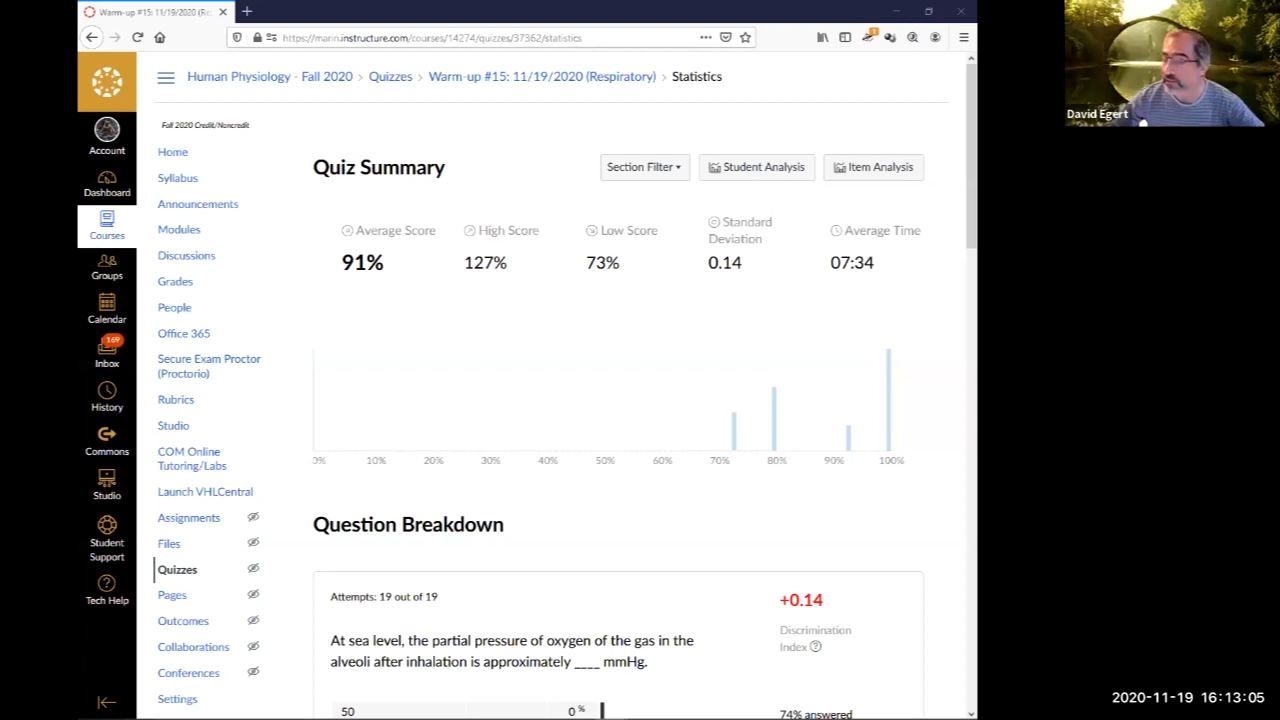 Warm-up #15: 11/19/2020 (Re
https://marin.instructure.com/courses/14274/quizzes/37362/statistics
Human Physiology - Fall 2020 > Quizzes > Warm-up #15: 11/19/2020 (Respiratory) > Statistics
Account
Dashboard
Courses
Groups
Calendar
169
Inbox
History
Commons
Studio
Student
Support
Tech Help
Fall 2020 Credit/Noncredit
Home
Syllabus
Announcements
Modules
Discussions
Grades
People
Office 365
Secure Exam Proctor
(Proctorio)
Rubrics
Studio
COM Online
Tutoring/Labs
Launch VHLCentral
Assignments
Files
Quizzes
Pages
Outcomes
Collaborations
Conferences
Settings
Quiz Summary
Section Filter
Student Analysis
Item Analysis
Average Score
High Score
Low Score
Standard
Deviation
Average Time
91%
127%
73%
0.14
07:34
0% 10% 20% 30% 40% 50% 60% 70% 80% 90% 100%
Question Breakdown
Attempts: 19 out of 19
+0.14
Discrimination
Index
At sea level, the partial pressure of oxygen of the gas in the
alveoli after inhalation is approximately ____ mmHg.
50 0 %
74% answered
David Egert
2020-11-19 16:13:05